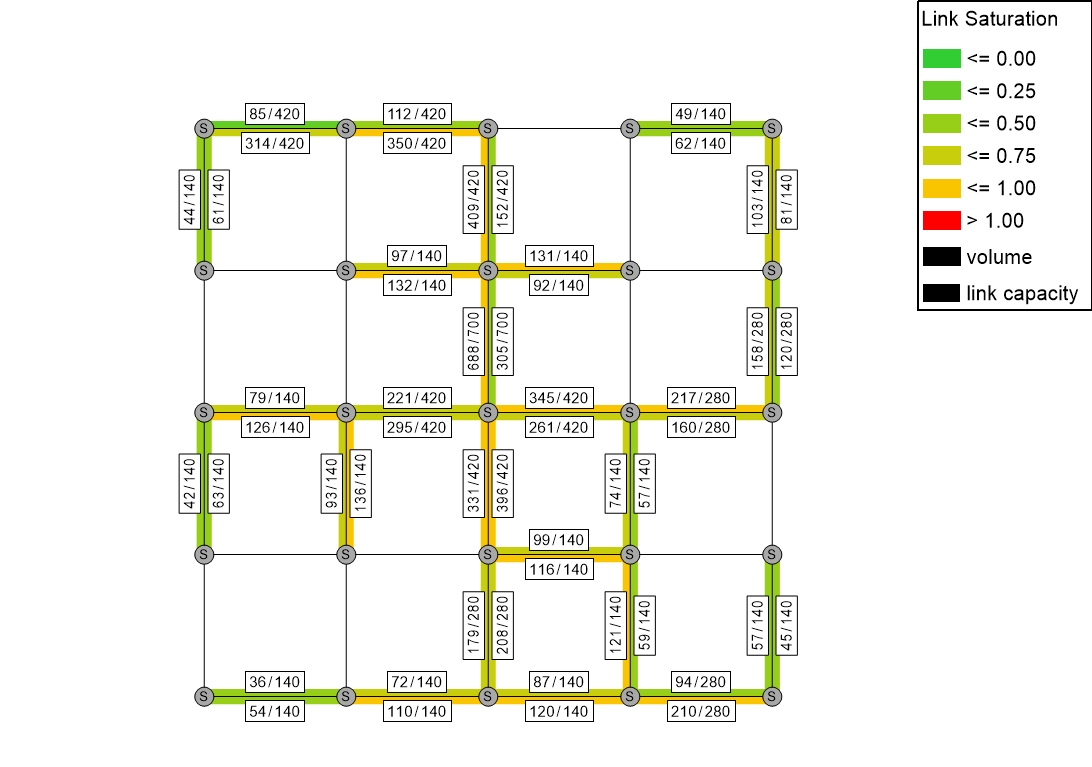 Link Saturation
<= 0.00
<= 0.25
<= 0.50
<= 0.75
<= 1.00
> 1.00
volume
link capacity
85/420 112/420 49/140
S S S S S
314/420 350/420 62/140
44/140 61/140 409/420 152/420 103/140 81/140
97/140 131/140
S S S S S
132/140 92/140
688/700 305/700 158/280 120/280
79/140 221/420 345/420 217/280
S S S S S
126/140 295/420 261/420 160/280
42/140 63/140 93/140 136/140 331/420 396/420 74/140 57/140
99/140
S S S S S
116/140
179/280 208/280 121/140 59/140 57/140 45/140
36/140 72/140 87/140 94/280
S S S S S
54/140 110/140 120/140 210/280